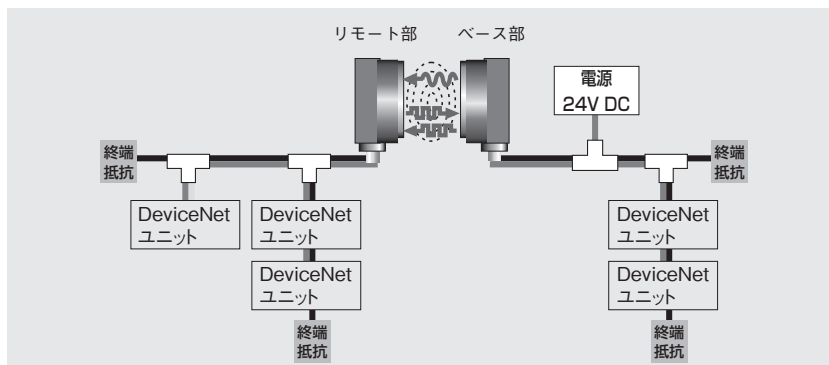 リモート部 ベース部
電源
24V DC
終端
抵抗
終端
抵抗
DeviceNet
ユニット
DeviceNet
ユニット
DeviceNet
ユニット
DeviceNet
ユニット
DeviceNet
ユニット
終端
抵抗
終端
抵抗